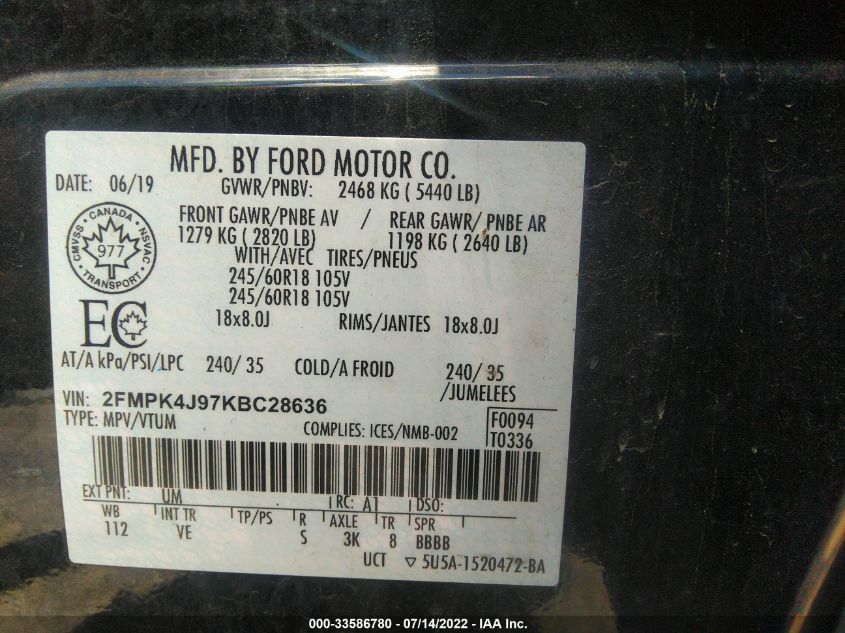 MFD. BY FORD MOTOR CO.
DATE: 06/19
GVWR/PNBV: 2468 KG ( 5440 LB)
FRONT GAWR/PNBE AV / REAR GAWR/ PNBE AR
1279 KG ( 2820 LB) 1198 KG ( 2640 LB)
WITH/AVEC TIRES/PNEUS
245/60R18 105V
245/60R18 105V
18x8.0J RIMS/JANTES 18x8.0J
CMVSS · CANADA · NSVAC
977
TRANSPORT
EC
AT/A kPa/PSI/LPC 240/ 35 COLD/A FROID 240/ 35
/JUMELEES
VIN: 2FMPK4J97KBC28636
TYPE: MPV/VTUM
COMPLIES: ICES/NMB-002
F0094
T0336
EXT PNT: UM RC: A1 DSO:
WB INT TR TP/PS R AXLE TR SPR
112 VE S 3K 8 BBBB
UCT ▽ 5U5A-1520472-BA
000-33586780 - 07/14/2022 - IAA Inc.